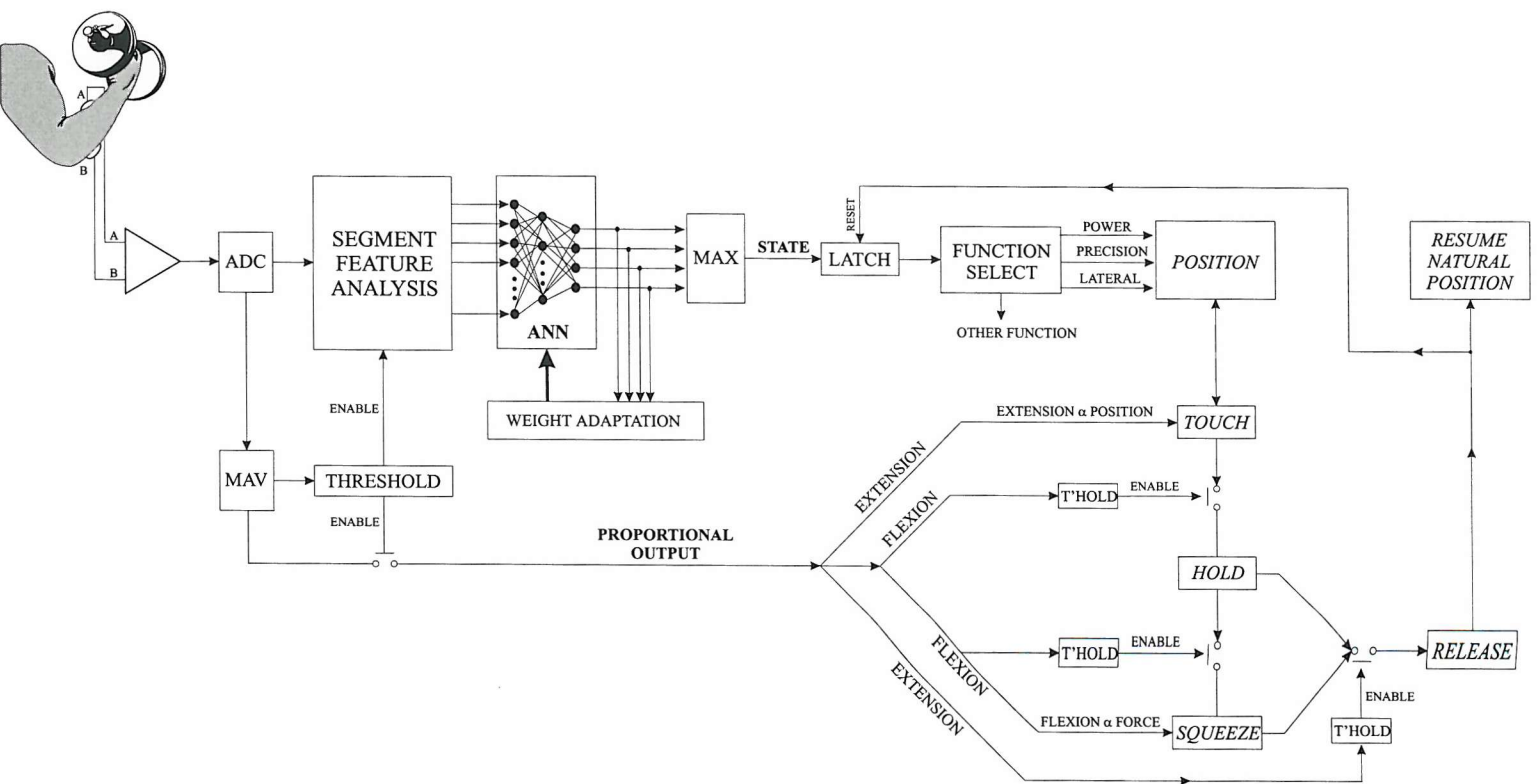 A
B
A
B
ADC
SEGMENT
FEATURE
ANALYSIS
ANN
WEIGHT ADAPTATION
MAX
STATE
RESET
LATCH
FUNCTION
SELECT
OTHER FUNCTION
POWER
PRECISION
LATERAL
POSITION
RESUME
NATURAL
POSITION
ENABLE
MAV
THRESHOLD
ENABLE
PROPORTIONAL
OUTPUT
EXTENSION
EXTENSION α POSITION
TOUCH
FLEXION
T'HOLD
ENABLE
HOLD
FLEXION
T'HOLD
ENABLE
EXTENSION
FLEXION α FORCE
SQUEEZE
RELEASE
ENABLE
T'HOLD